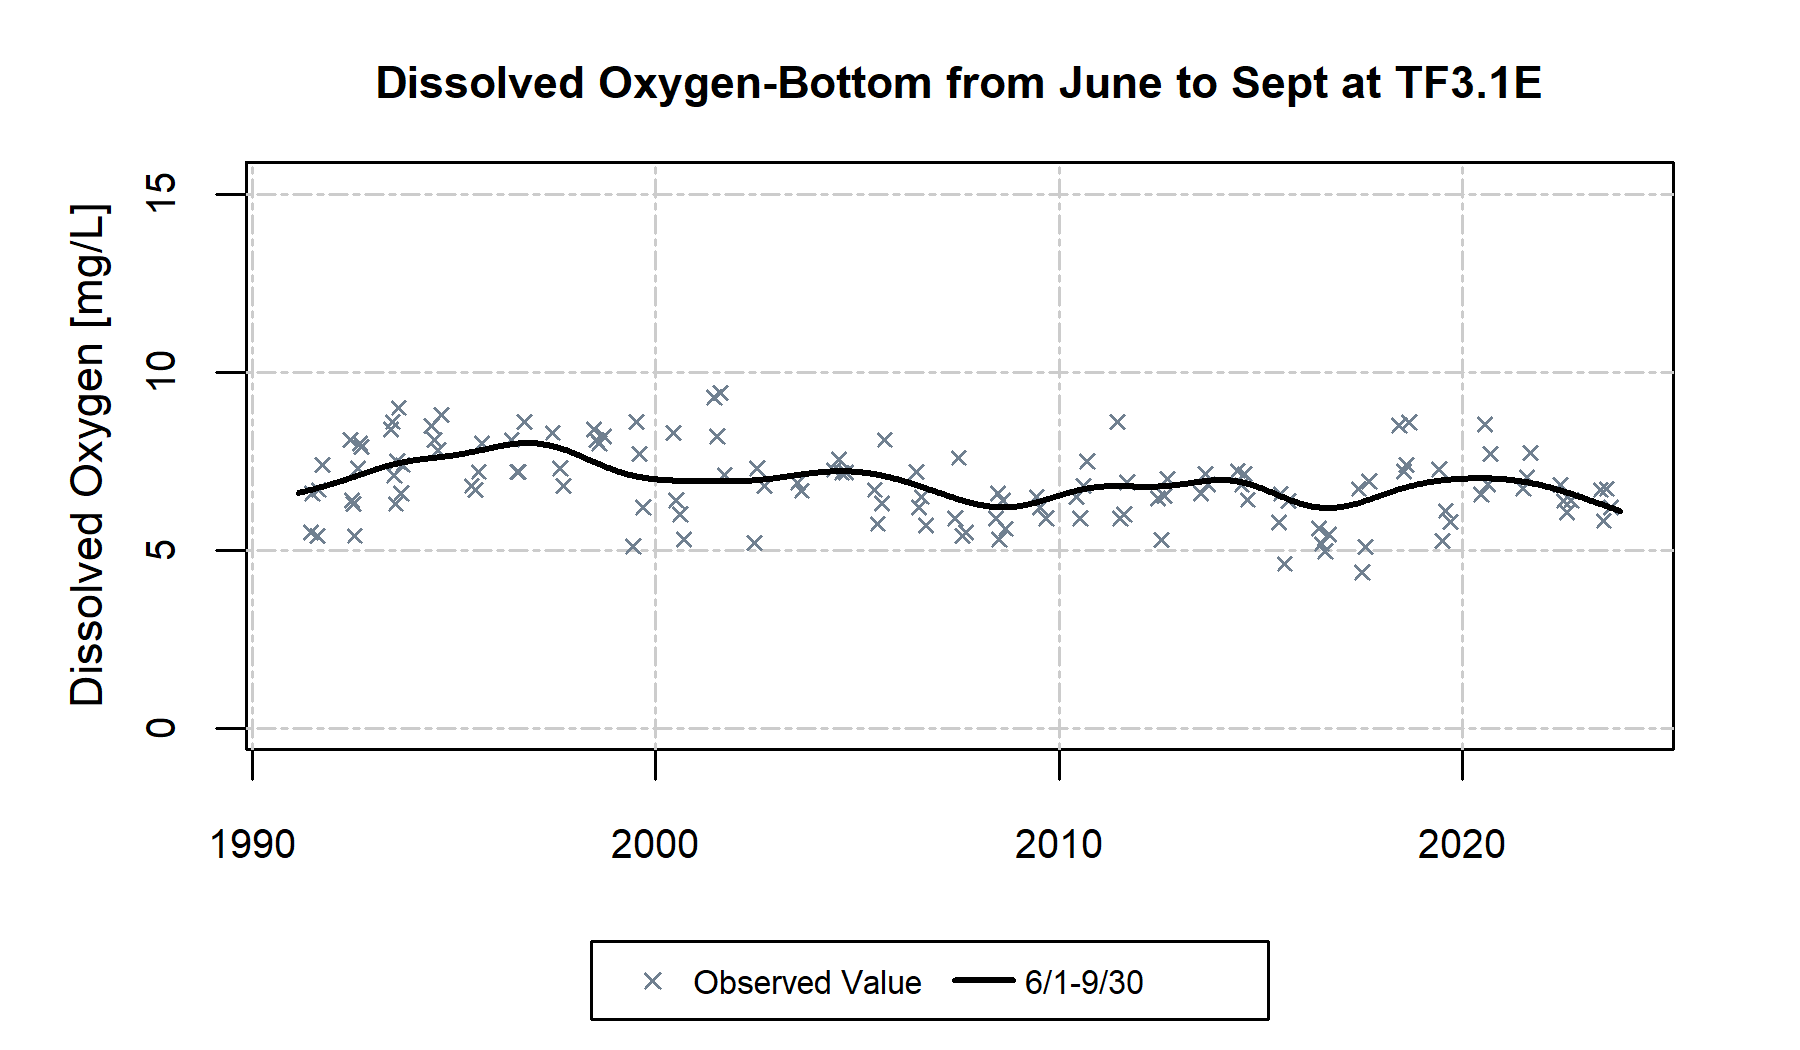 Dissolved Oxygen-Bottom from June to Sept at TF3.1E
Dissolved Oxygen [mg/L]
15
10
5
0
1990 2000 2010 2020
Observed Value 6/1-9/30